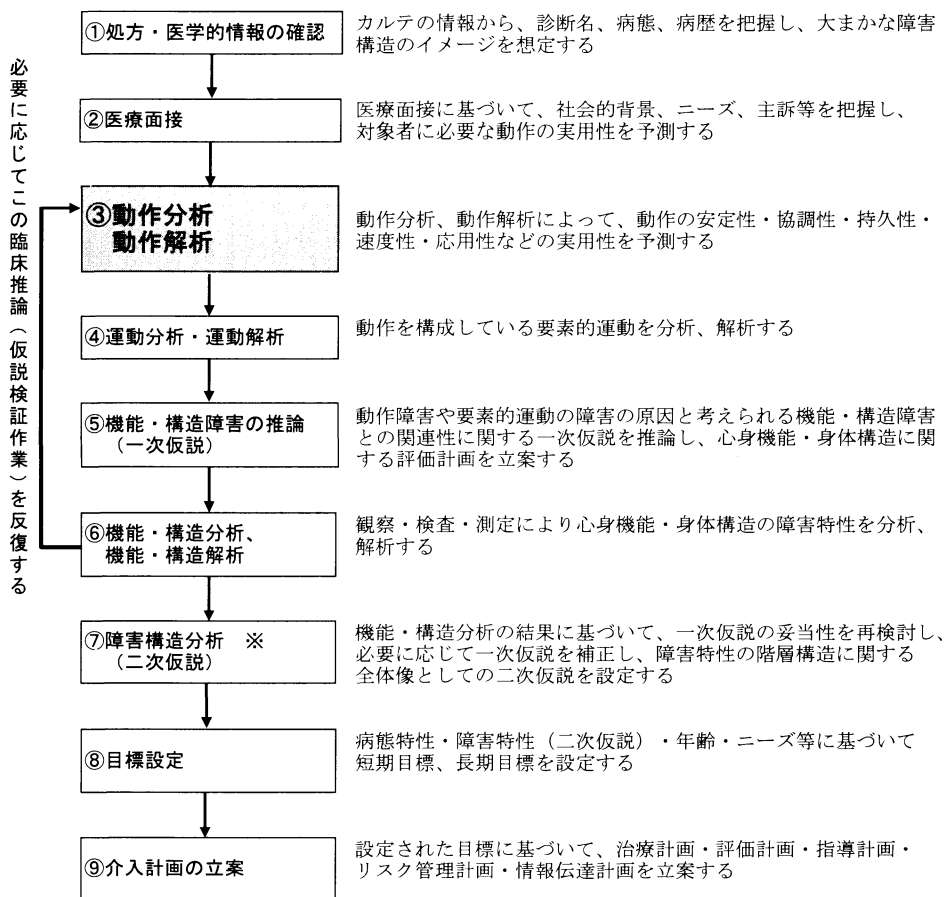 必要に応じてこの臨床推論(仮説検証作業)を反復する
①処方・医学的情報の確認
カルテの情報から、診断名、病態、病歴を把握し、大まかな障害
構造のイメージを想定する
②医療面接
医療面接に基づいて、社会的背景、ニーズ、主訴等を把握し、
対象者に必要な動作の実用性を予測する
③動作分析
動作解析
動作分析、動作解析によって、動作の安定性・協調性・持久性・
速度性・応用性などの実用性を予測する
④運動分析・運動解析
動作を構成している要素的運動を分析、解析する
⑤機能・構造障害の推論
(一次仮説)
動作障害や要素的運動の障害の原因と考えられる機能・構造障害
との関連性に関する一次仮説を推論し、心身機能・身体構造に関
する評価計画を立案する
⑥機能・構造分析、
機能・構造解析
観察・検査・測定により心身機能・身体構造の障害特性を分析、
解析する
⑦障害構造分析 ※
(二次仮説)
機能・構造分析の結果に基づいて、一次仮説の妥当性を再検討し、
必要に応じて一次仮説を補正し、障害特性の階層構造に関する
全体像としての二次仮説を設定する
⑧目標設定
病態特性・障害特性(二次仮説)・年齢・ニーズ等に基づいて
短期目標、長期目標を設定する
⑨介入計画の立案
設定された目標に基づいて、治療計画・評価計画・指導計画・
リスク管理計画・情報伝達計画を立案する